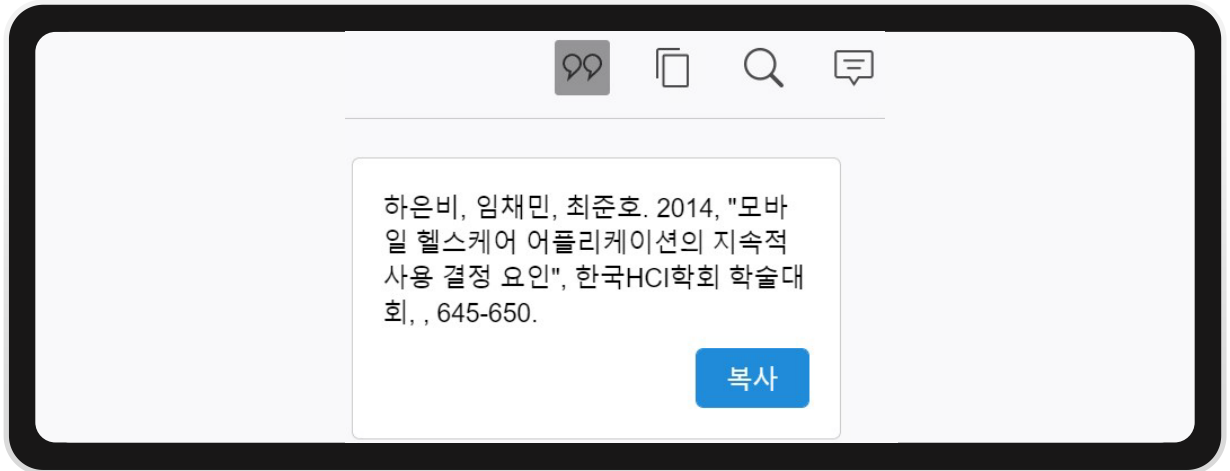 하은비, 임채민, 최준호. 2014, "모바
일 헬스케어 어플리케이션의 지속적
사용 결정 요인", 한국HCI학회 학술대
회, , 645-650.
복사